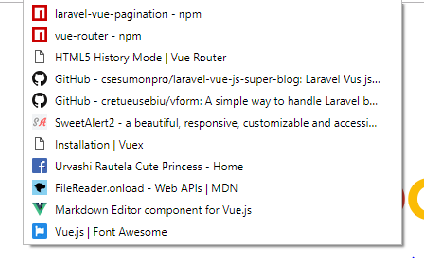 laravel-vue-pagination - npm
vue-router - npm
HTML5 History Mode | Vue Router
GitHub - csesumonpro/laravel-vue-js-super-blog: Laravel Vus js...
GitHub - cretueusebiu/vform: A simple way to handle Laravel b...
SweetAlert2 - a beautiful, responsive, customizable and accessi...
Installation | Vuex
Urvashi Rautela Cute Princess - Home
FileReader.onload - Web APIs | MDN
Markdown Editor component for Vue.js
Vue.js | Font Awesome